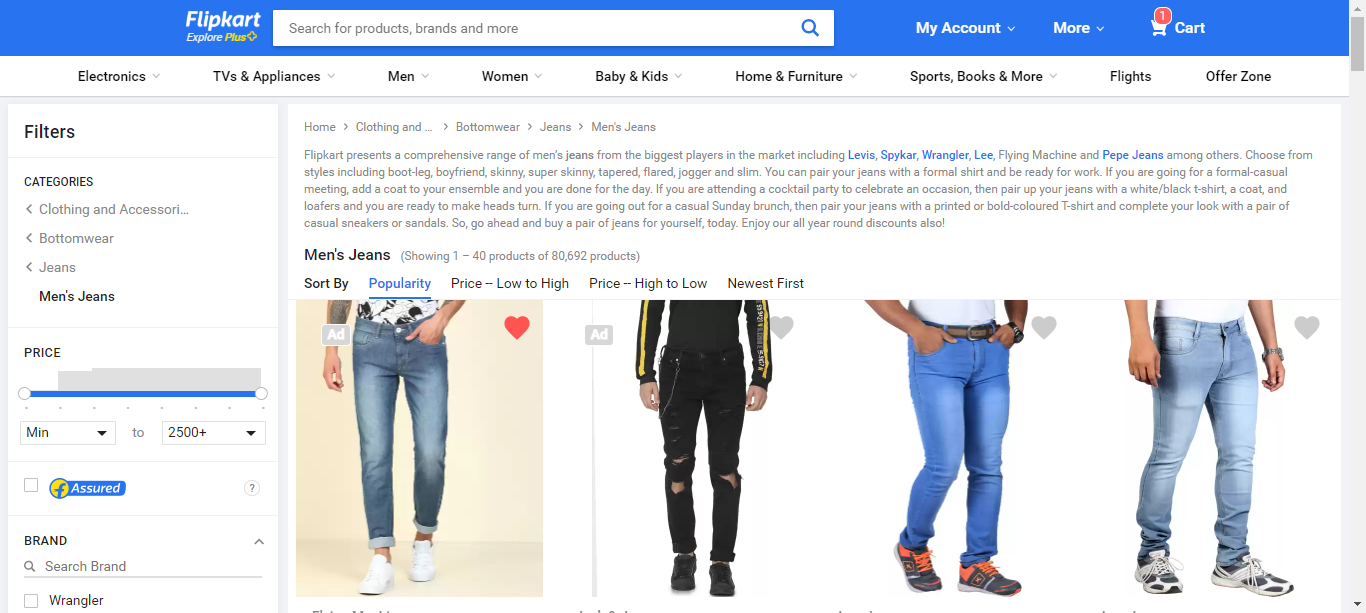 Flipkart
Explore Plus
Search for products, brands and more
My Account
More
1
Cart
Electronics
TVs & Appliances
Men
Women
Baby & Kids
Home & Furniture
Sports, Books & More
Flights
Offer Zone
Filters
CATEGORIES
Clothing and Accessori...
Bottomwear
Jeans
Men's Jeans
PRICE
Min
to
2500+
Assured
?
BRAND
Search Brand
Wrangler
Home > Clothing and ... > Bottomwear > Jeans > Men's Jeans
Flipkart presents a comprehensive range of men's jeans from the biggest players in the market including Levis, Spykar, Wrangler, Lee, Flying Machine and Pepe Jeans among others. Choose from
styles including boot-leg, boyfriend, skinny, super skinny, tapered, flared, jogger and slim. You can pair your jeans with a formal shirt and be ready for work. If you are going for a formal-casual
meeting, add a coat to your ensemble and you are done for the day. If you are attending a cocktail party to celebrate an occasion, then pair up your jeans with a white/black t-shirt, a coat, and
loafers and you are ready to make heads turn. If you are going out for a casual Sunday brunch, then pair your jeans with a printed or bold-coloured T-shirt and complete your look with a pair of
casual sneakers or sandals. So, go ahead and buy a pair of jeans for yourself, today. Enjoy our all year round discounts also!
Men's Jeans (Showing 1 – 40 products of 80,692 products)
Sort By
Popularity
Price -- Low to High
Price -- High to Low
Newest First
Ad
Ad